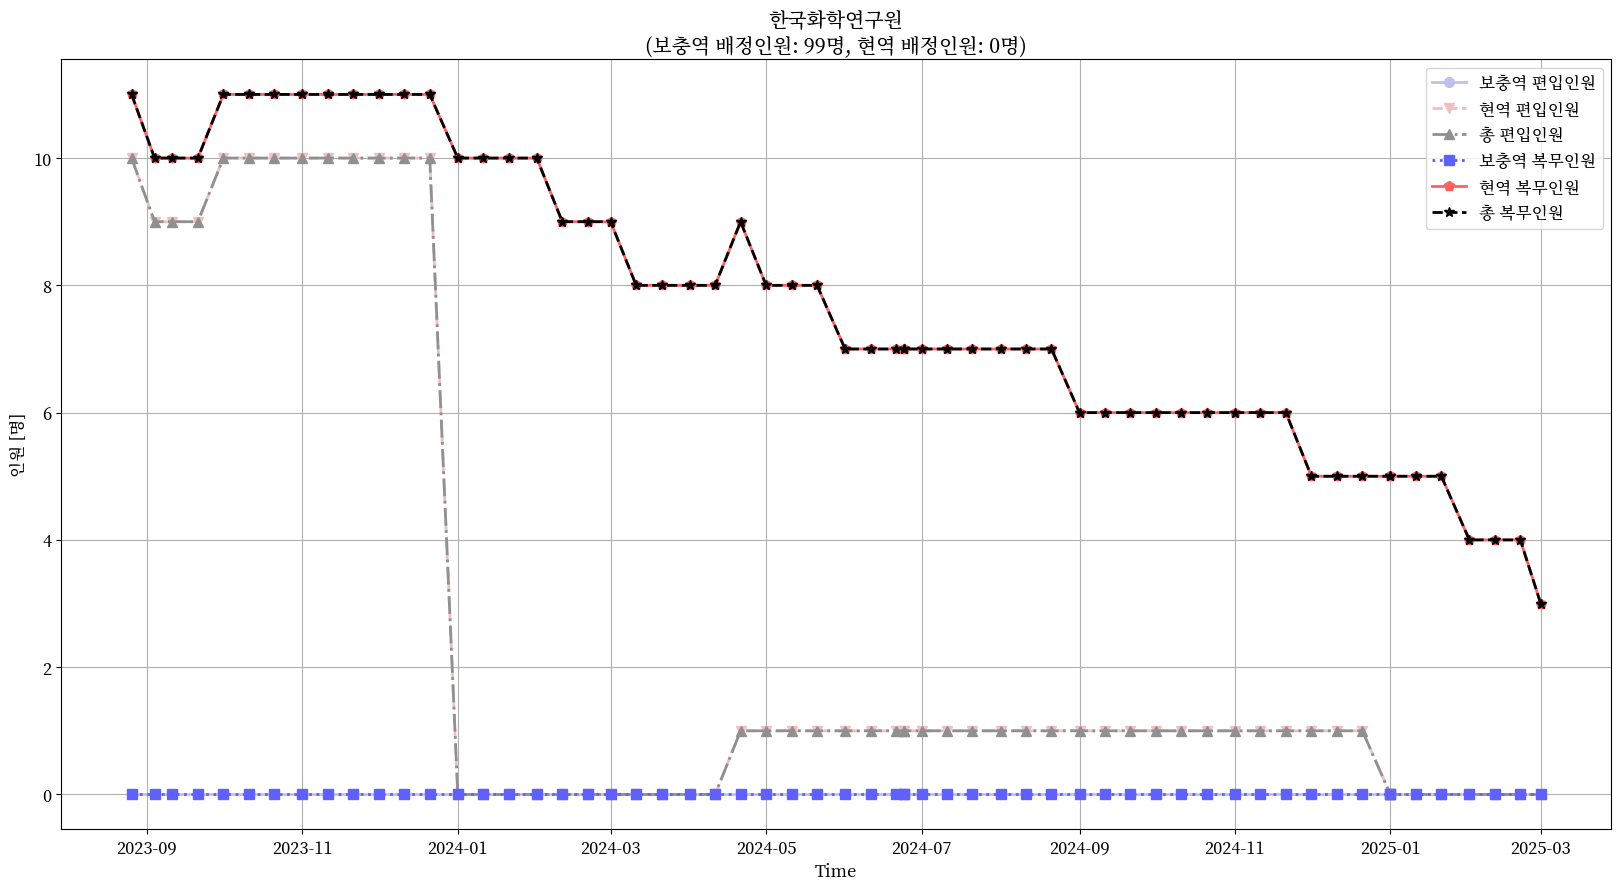 한국화학연구원
(보충역 배정인원: 99명, 현역 배정인원: 0명)
보충역 편입인원
현역 편입인원
총 편입인원
보충역 복무인원
현역 복무인원
총 복무인원
인원 [명]
10
8
6
4
2
0
2023-09
2023-11
2024-01
2024-03
2024-05
2024-07
2024-09
2024-11
2025-01
2025-03
Time